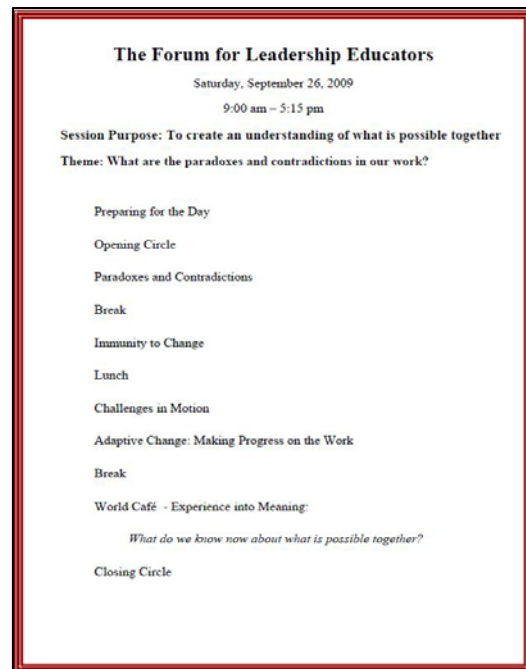 The Forum for Leadership Educators
Saturday, September 26, 2009
9:00 am – 5:15 pm
Session Purpose: To create an understanding of what is possible together
Theme: What are the paradoxes and contradictions in our work?
Preparing for the Day
Opening Circle
Paradoxes and Contradictions
Break
Immunity to Change
Lunch
Challenges in Motion
Adaptive Change: Making Progress on the Work
Break
World Café - Experience into Meaning:
What do we know now about what is possible together?
Closing Circle